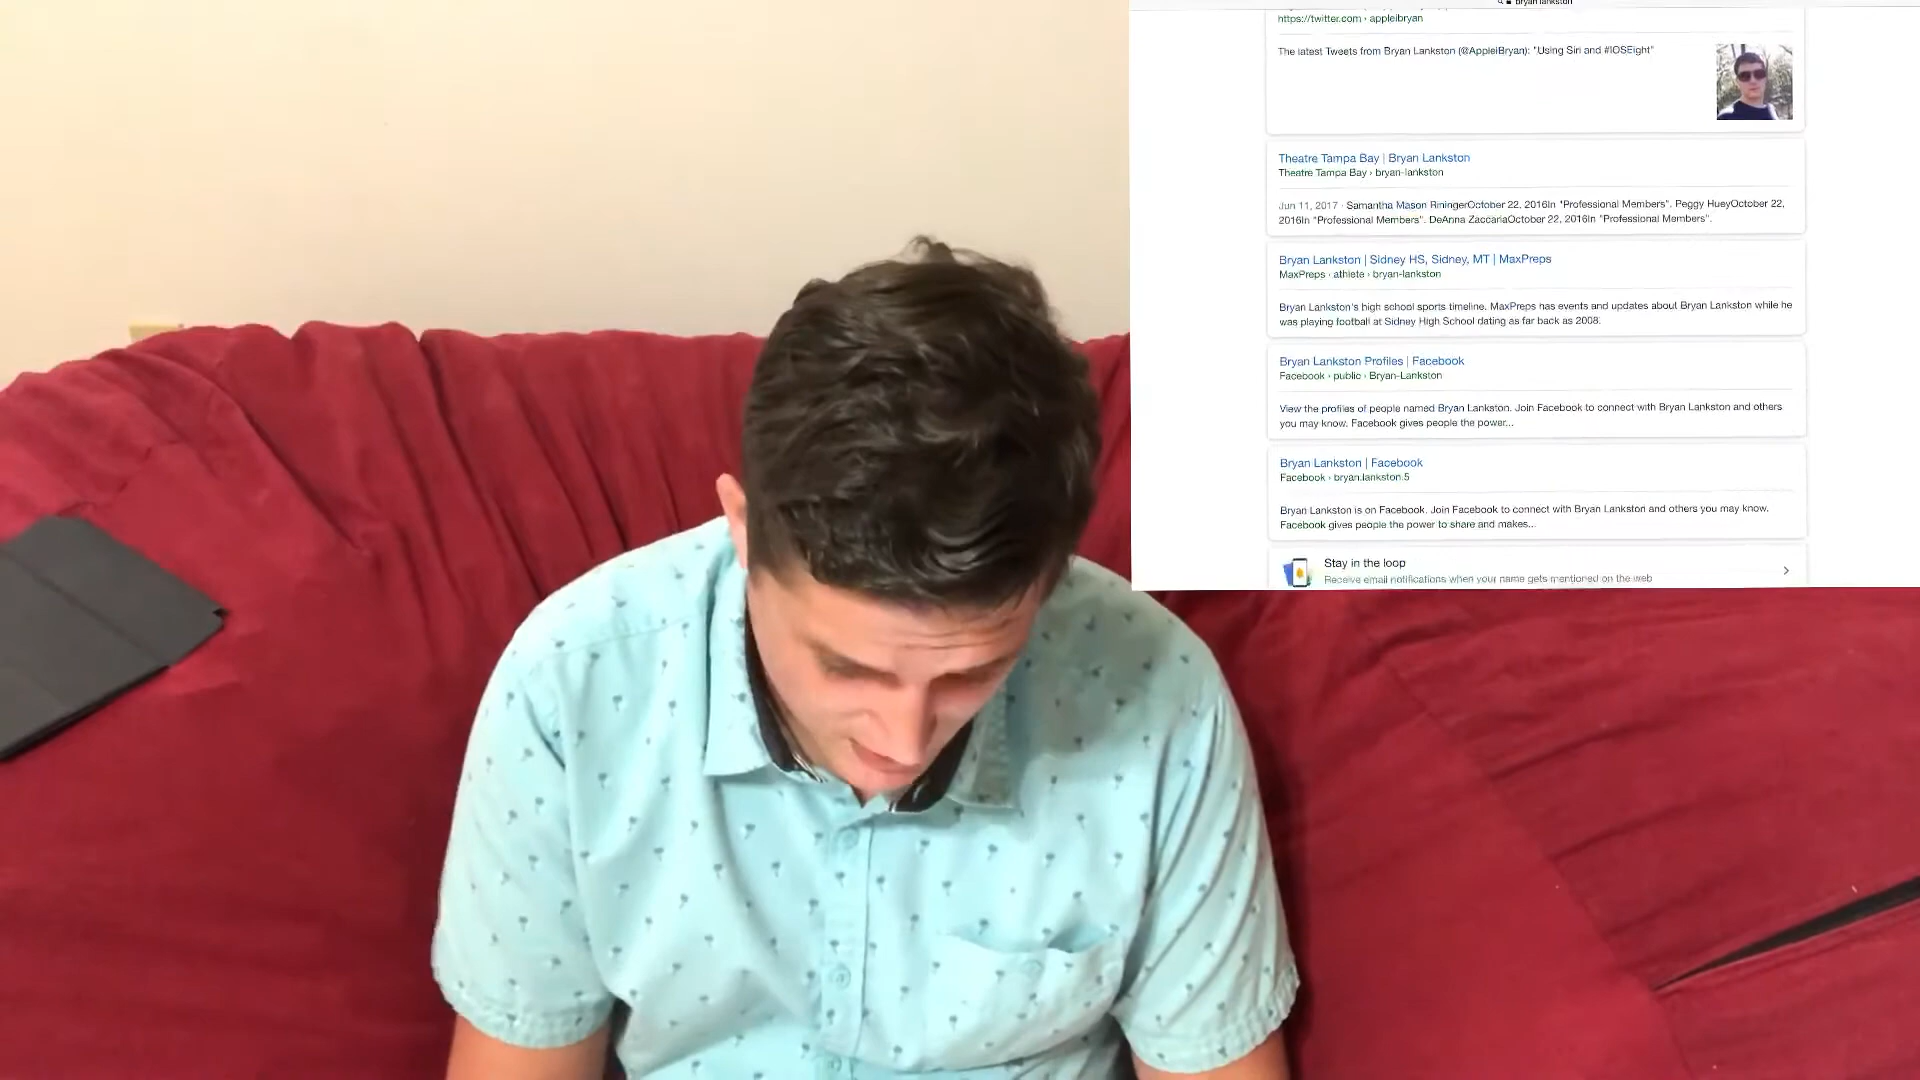 bryan lankston
https://twitter.com › appleibryan
The latest Tweets from Bryan Lankston (@AppleiBryan): "Using Siri and #IOSEight"
Theatre Tampa Bay | Bryan Lankston
Theatre Tampa Bay › bryan-lankston
Jun 11, 2017 · Samantha Mason RiningerOctober 22, 2016In "Professional Members". Peggy HueyOctober 22,
2016In "Professional Members". DeAnna ZaccariaOctober 22, 2016In "Professional Members".
Bryan Lankston | Sidney HS, Sidney, MT | MaxPreps
MaxPreps › athlete › bryan-lankston
Bryan Lankston's high school sports timeline. MaxPreps has events and updates about Bryan Lankston while he
was playing football at Sidney High School dating as far back as 2008.
Bryan Lankston Profiles | Facebook
Facebook › public › Bryan-Lankston
View the profiles of people named Bryan Lankston. Join Facebook to connect with Bryan Lankston and others
you may know. Facebook gives people the power...
Bryan Lankston | Facebook
Facebook › bryan.lankston.5
Bryan Lankston is on Facebook. Join Facebook to connect with Bryan Lankston and others you may know.
Facebook gives people the power to share and makes...
Stay in the loop
Receive email notifications when your name gets mentioned on the web